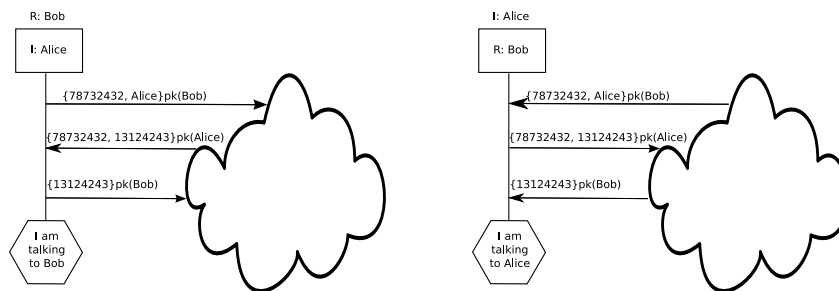 R: Bob
I: Alice
{78732432, Alice}pk(Bob)
{78732432, 13124243}pk(Alice)
{13124243}pk(Bob)
I am
talking
to Bob
I: Alice
R: Bob
{78732432, Alice}pk(Bob)
{78732432, 13124243}pk(Alice)
{13124243}pk(Bob)
I am
talking
to Alice